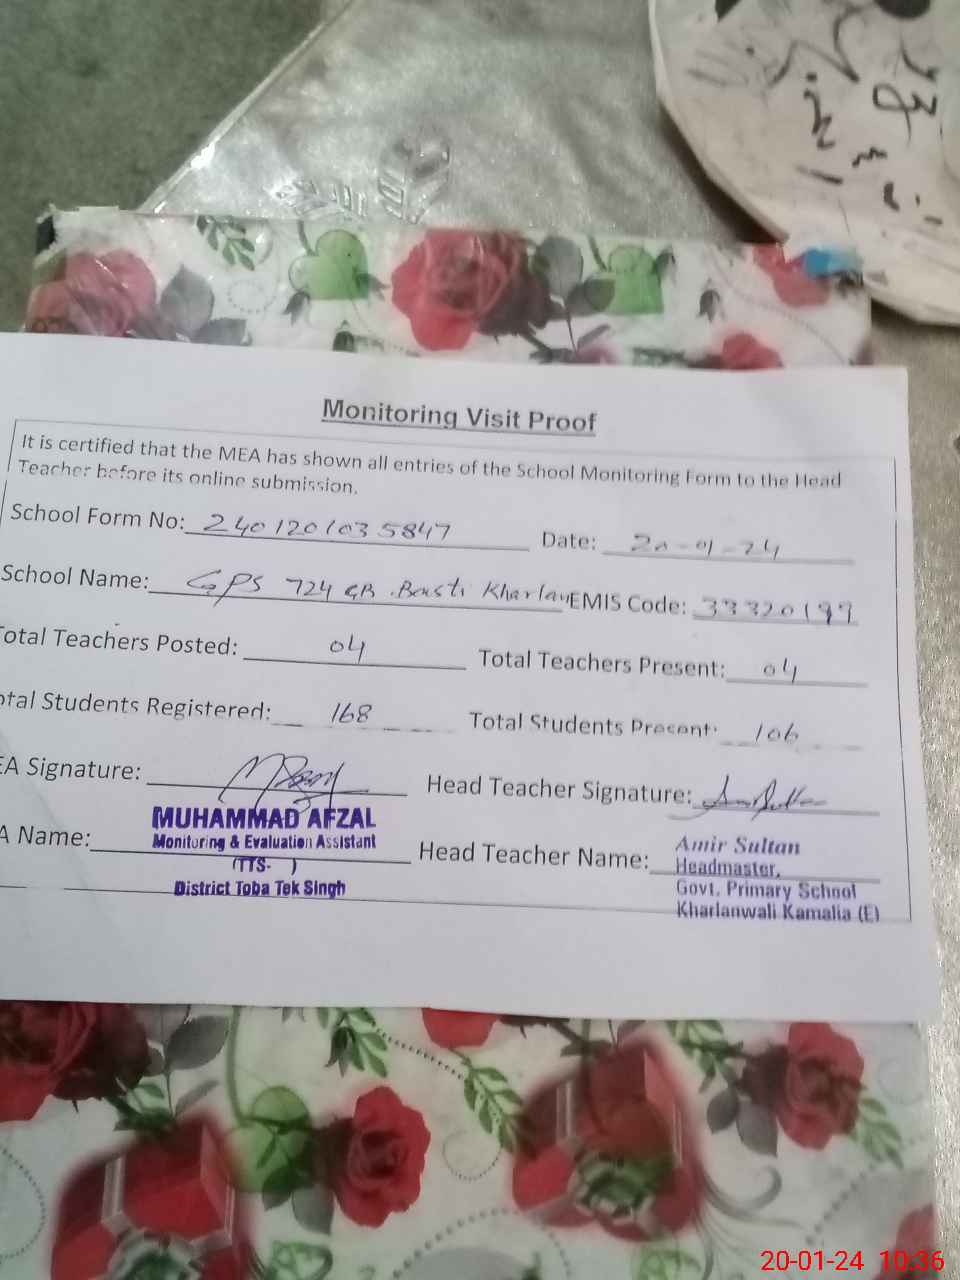 Monitoring Visit Proof
It is certified that the MEA has shown all entries of the School Monitoring Form to the Head
Teacher before its online submission.
School Form No: 2401201035847 Date: 20-01-24
School Name: GPS 724 GB. Basti Kharlan EMIS Code: 33320199
otal Teachers Posted: 04 Total Teachers Present: 04
otal Students Registered: 168 Total Students Present: 106
EA Signature: Head Teacher Signature:
MUHAMMAD AFZAL
A Name: Monitoring & Evaluation Assistant Head Teacher Name: Amir Sultan
(TTS- ) Headmaster,
District Toba Tek Singh Govt. Primary School
Kharlanwali Kamalia (E)
20-01-24 10:36